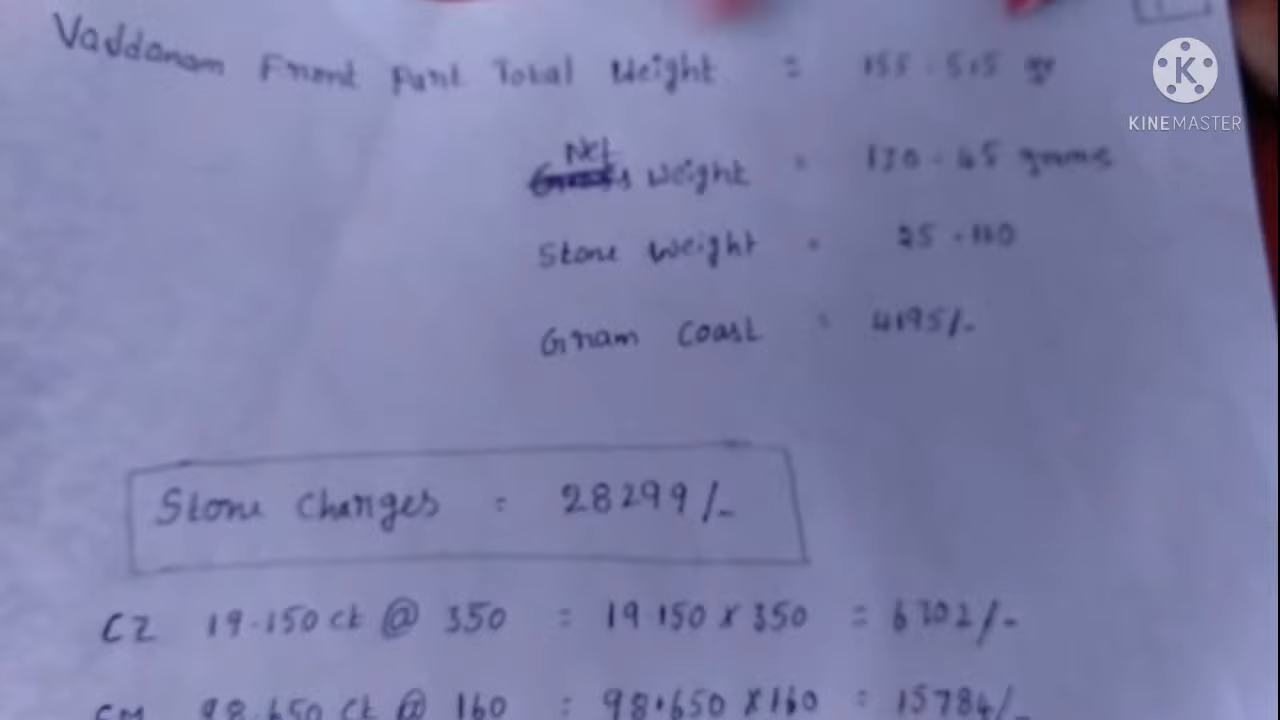 Vaddanam Front Part Total Weight = 155.515 gr
KINEMASTER
Net
Weight = 130.45 grams
Stone Weight =
Gram Coast = 4195/-
Stone Charges = 28299/-
CZ 19.150 ct @ 350 = 19.150 x 350 = 6702/-
CM 98.650 ct @ 160 = 98.650 x 160 = 15784/-